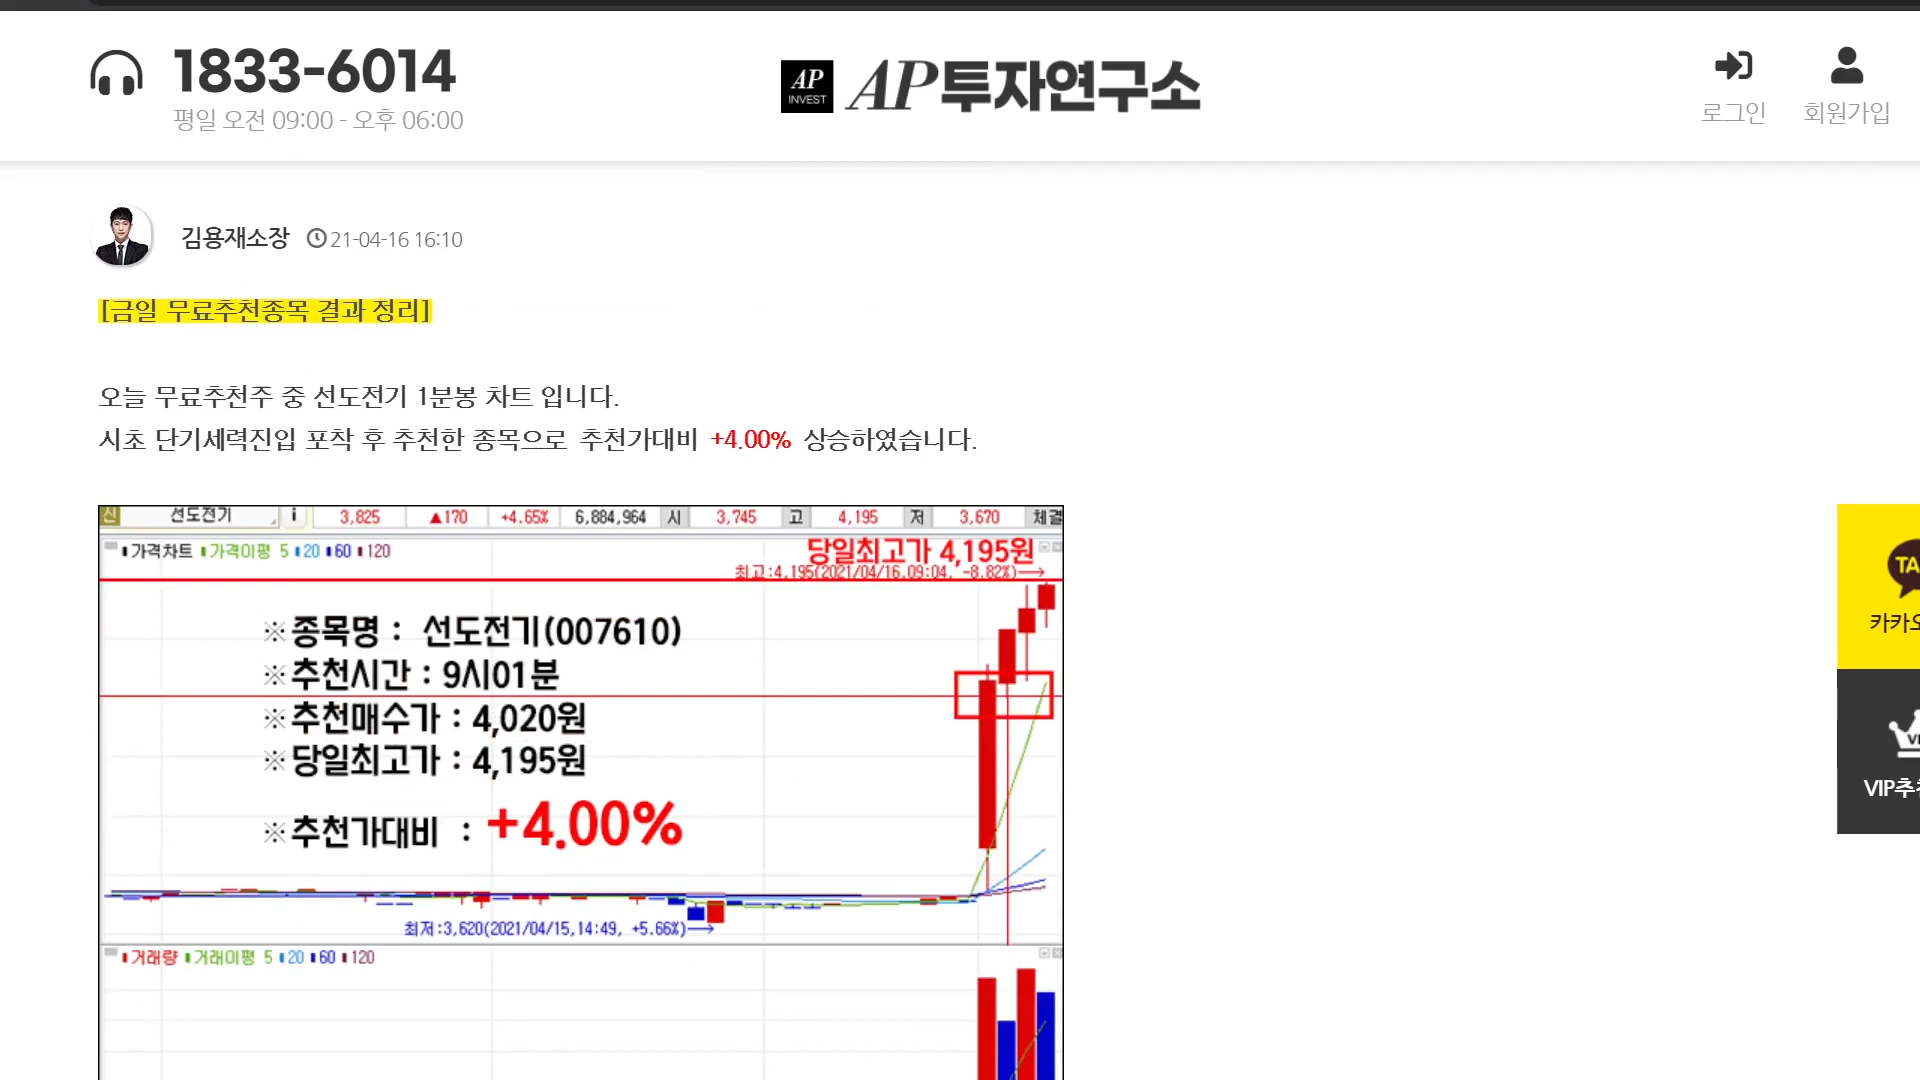 1833-6014
평일 오전 09:00 - 오후 06:00
AP
INVEST
AP투자연구소
로그인
회원가입
김용재소장 21-04-16 16:10
[금일 무료추천종목 결과 정리]
오늘 무료추천주 중 선도전기 1분봉 차트 입니다.
시초 단기세력진입 포착 후 추천한 종목으로 추천가대비 +4.00% 상승하였습니다.
신 선도전기 i 3,825 ▲170 +4.65% 6,884,964 시 3,745 고 4,195 저 3,670 체결
가격차트 가격이평 5 20 60 120
당일최고가 4,195원
최고:4,195(2021/04/16,09:04, -8.82%)→
※종목명 : 선도전기(007610)
※추천시간 : 9시01분
※추천매수가 : 4,020원
※당일최고가 : 4,195원
※추천가대비 : +4.00%
최저:3,620(2021/04/15,14:49, +5.66%)→
거래량 거래이평 5 20 60 120
TA
카카오
VI
VIP추천